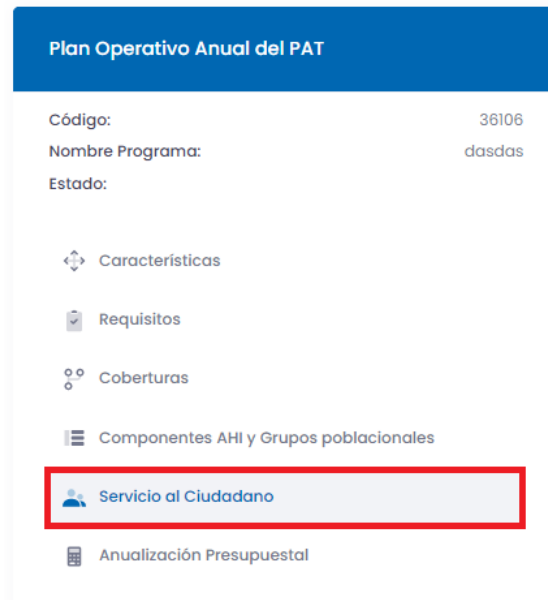 Plan Operativo Anual del PAT
Código: 36106
Nombre Programa: dasdas
Estado:
Características
Requisitos
Coberturas
Componentes AHI y Grupos poblacionales
Servicio al Ciudadano
Anualización Presupuestal